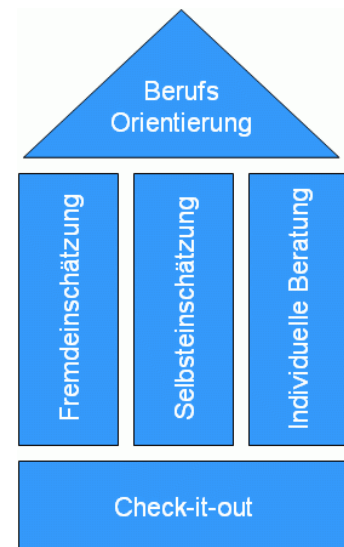 Berufs
Orientierung
Fremdeinschätzung
Selbsteinschätzung
Individuelle Beratung
Check-it-out